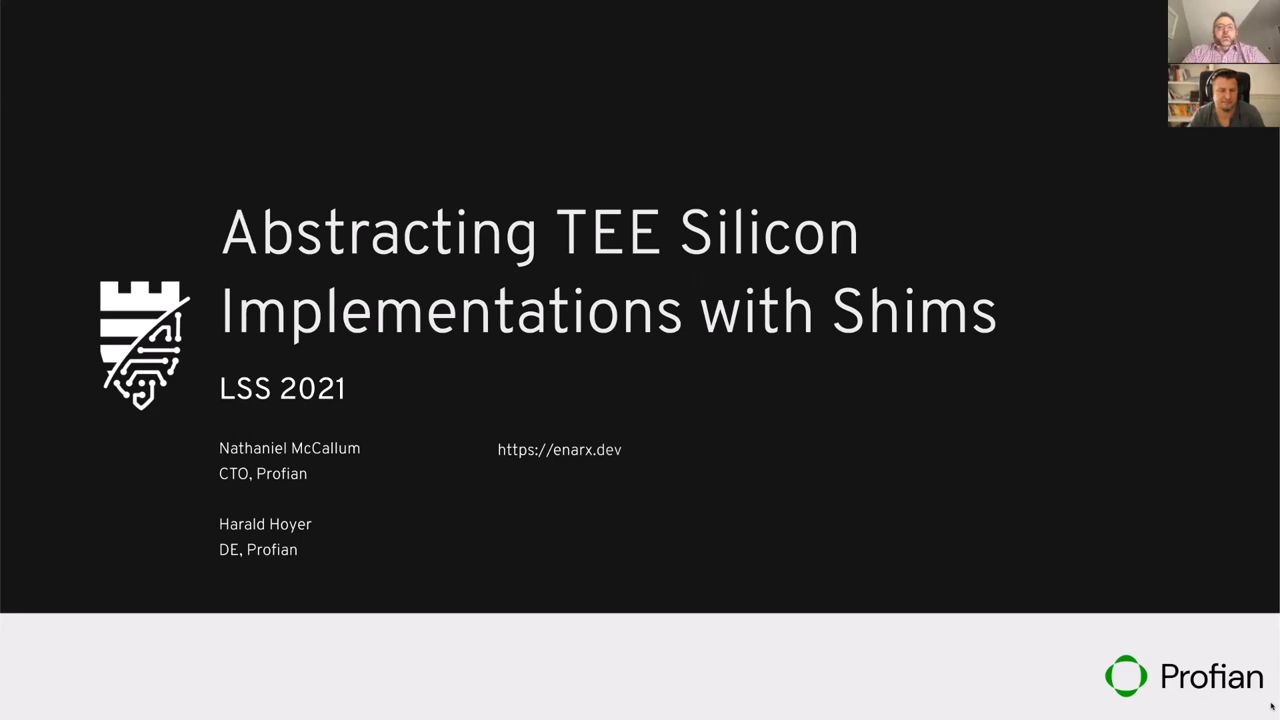 Abstracting TEE Silicon
Implementations with Shims
LSS 2021
Nathaniel McCallum
CTO, Profian
https://enarx.dev
Harald Hoyer
DE, Profian
Profian